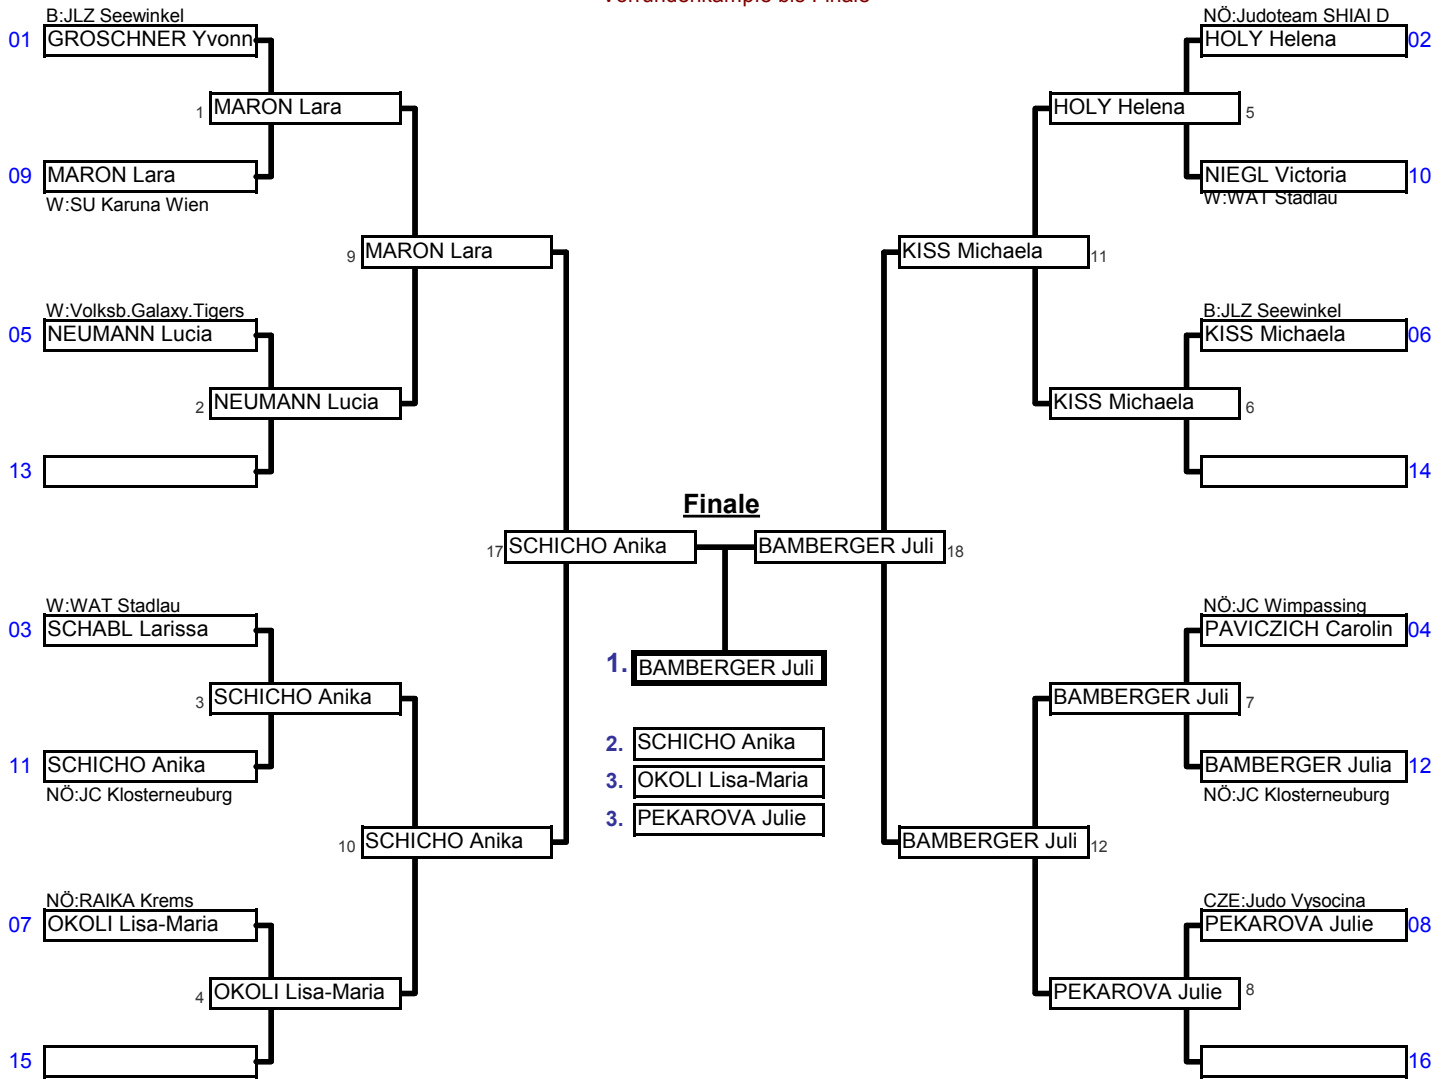 Vorrundenkämpfe bis Finale
B:JLZ Seewinkel
01 GROSCHNER Yvonn
1 MARON Lara
09 MARON Lara
W:SU Karuna Wien
9 MARON Lara
W:Volksb.Galaxy.Tigers
05 NEUMANN Lucia
2 NEUMANN Lucia
13
17 SCHICHO Anika
W:WAT Stadlau
03 SCHABL Larissa
3 SCHICHO Anika
11 SCHICHO Anika
NÖ:JC Klosterneuburg
10 SCHICHO Anika
NÖ:RAIKA Krems
07 OKOLI Lisa-Maria
4 OKOLI Lisa-Maria
15
Finale
1. BAMBERGER Juli
2. SCHICHO Anika
3. OKOLI Lisa-Maria
3. PEKAROVA Julie
NÖ:Judoteam SHIAI D
HOLY Helena 02
HOLY Helena 5
NIEGL Victoria 10
W:WAT Stadlau
KISS Michaela 11
B:JLZ Seewinkel
KISS Michaela 06
KISS Michaela 6
14
BAMBERGER Juli 18
NÖ:JC Wimpassing
PAVICZICH Carolin 04
BAMBERGER Juli 7
BAMBERGER Julia 12
NÖ:JC Klosterneuburg
BAMBERGER Juli 12
CZE:Judo Vysocina
PEKAROVA Julie 08
PEKAROVA Julie 8
16